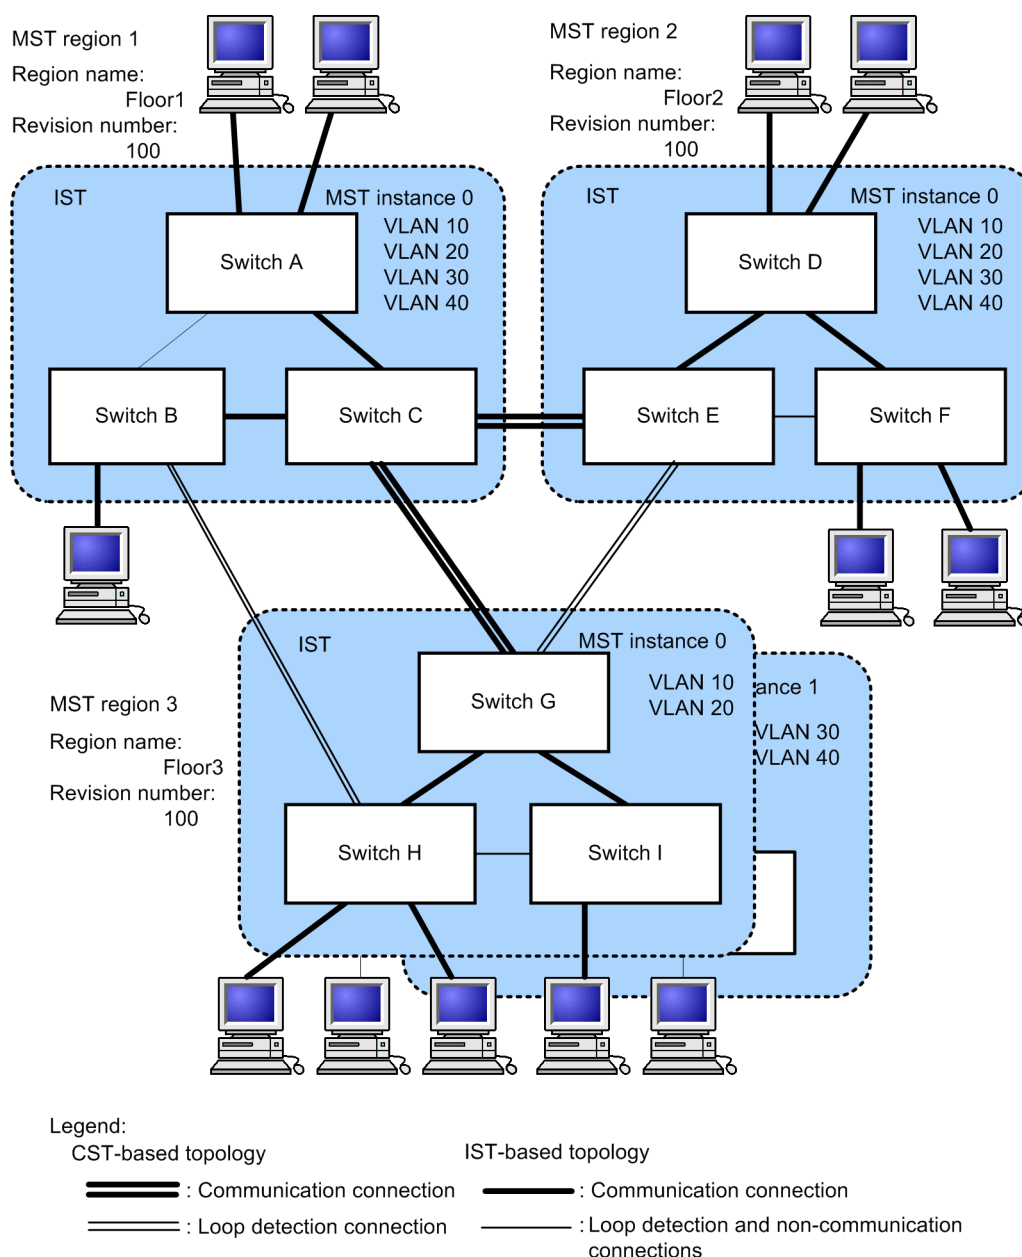 MST region 1
Region name:
Floor1
Revision number:
100
MST region 2
Region name:
Floor2
Revision number:
100
IST
MST instance 0
VLAN 10
VLAN 20
VLAN 30
VLAN 40
Switch A
Switch B
Switch C
IST
MST instance 0
VLAN 10
VLAN 20
VLAN 30
VLAN 40
Switch D
Switch E
Switch F
MST region 3
Region name:
Floor3
Revision number:
100
IST
MST instance 0
VLAN 10
VLAN 20
Switch G
Switch H
Switch I
ance 1
VLAN 30
VLAN 40
Legend:
CST-based topology
: Communication connection
: Loop detection connection
IST-based topology
: Communication connection
: Loop detection and non-communication
connections